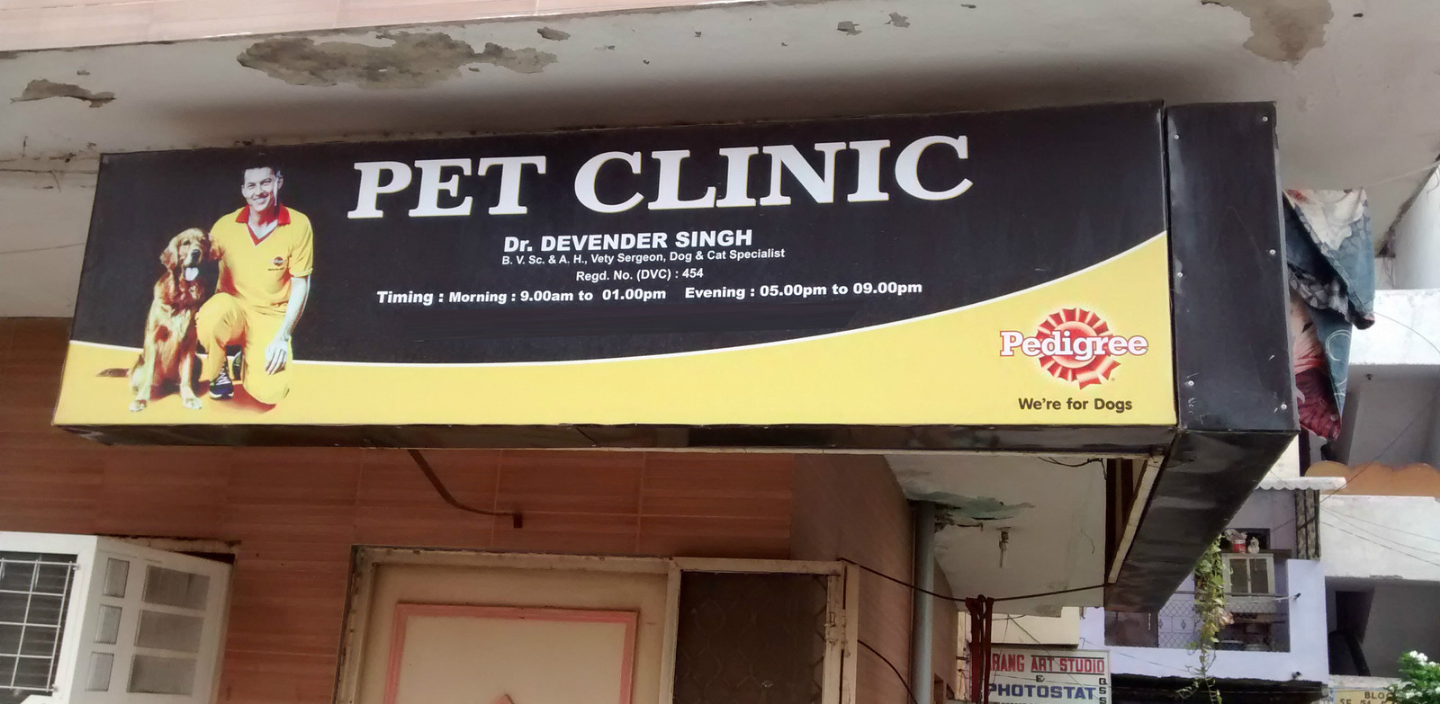 PET CLINIC
Dr. DEVENDER SINGH
B. V. Sc. & A. H., Vety Sergeon, Dog & Cat Specialist
Regd. No. (DVC) : 454
Timing : Morning : 9.00am to 01.00pm Evening : 05.00pm to 09.00pm
Pedigree
We're for Dogs
BANG ART STUDIO
&
PHOTOSTAT